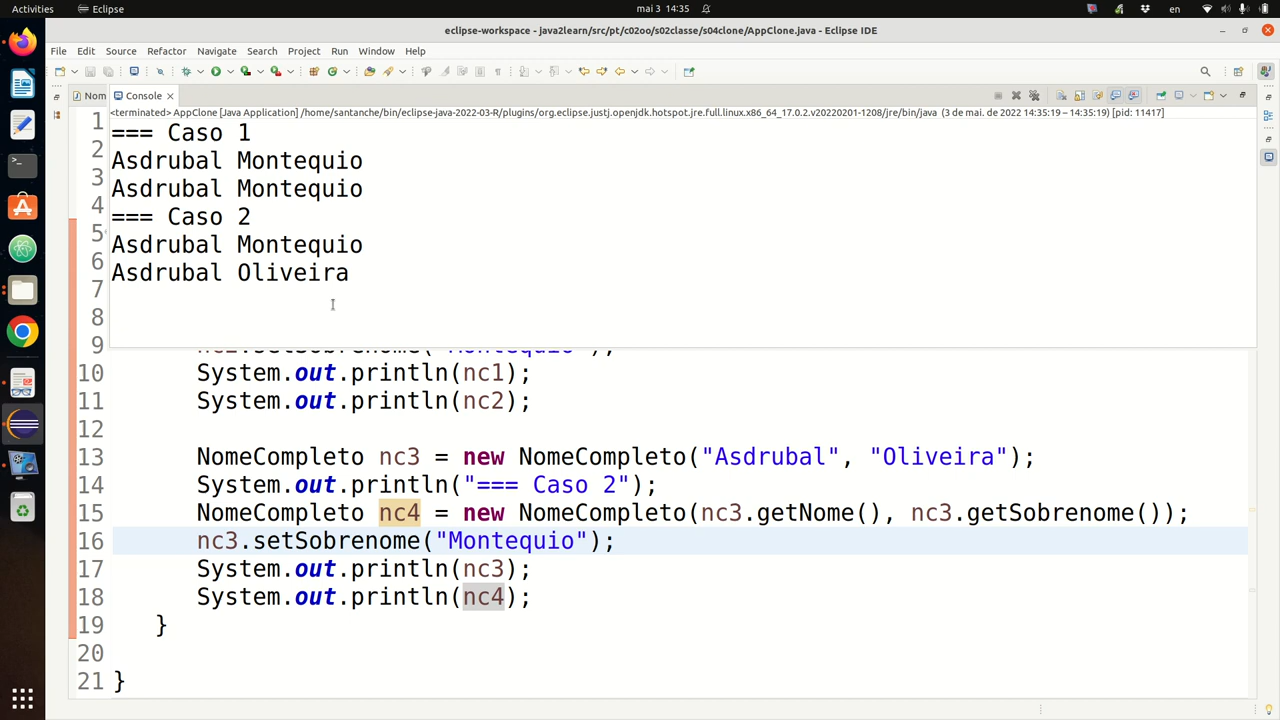 Activities
Eclipse
mai 3 14:35
en
eclipse-workspace - java2learn/src/pt/c02oo/s02classe/s04clone/AppClone.java - Eclipse IDE
File Edit Source Refactor Navigate Search Project Run Window Help
Nom
Console
<terminated> AppClone [Java Application] /home/santanche/bin/eclipse-java-2022-03-R/plugins/org.eclipse.justj.openjdk.hotspot.jre.full.linux.x86_64_17.0.2.v20220201-1208/jre/bin/java (3 de mai. de 2022 14:35:19 – 14:35:19) [pid: 11417]
=== Caso 1
Asdrubal Montequio
Asdrubal Montequio
=== Caso 2
Asdrubal Montequio
Asdrubal Oliveira
1
2
3
4
5
6
7
8
9 nc2.setSobrenome("Montequio");
10 System.out.println(nc1);
11 System.out.println(nc2);
12
13 NomeCompleto nc3 = new NomeCompleto("Asdrubal", "Oliveira");
14 System.out.println("=== Caso 2");
15 NomeCompleto nc4 = new NomeCompleto(nc3.getNome(), nc3.getSobrenome());
16 nc3.setSobrenome("Montequio");
17 System.out.println(nc3);
18 System.out.println(nc4);
19 }
20
21 }